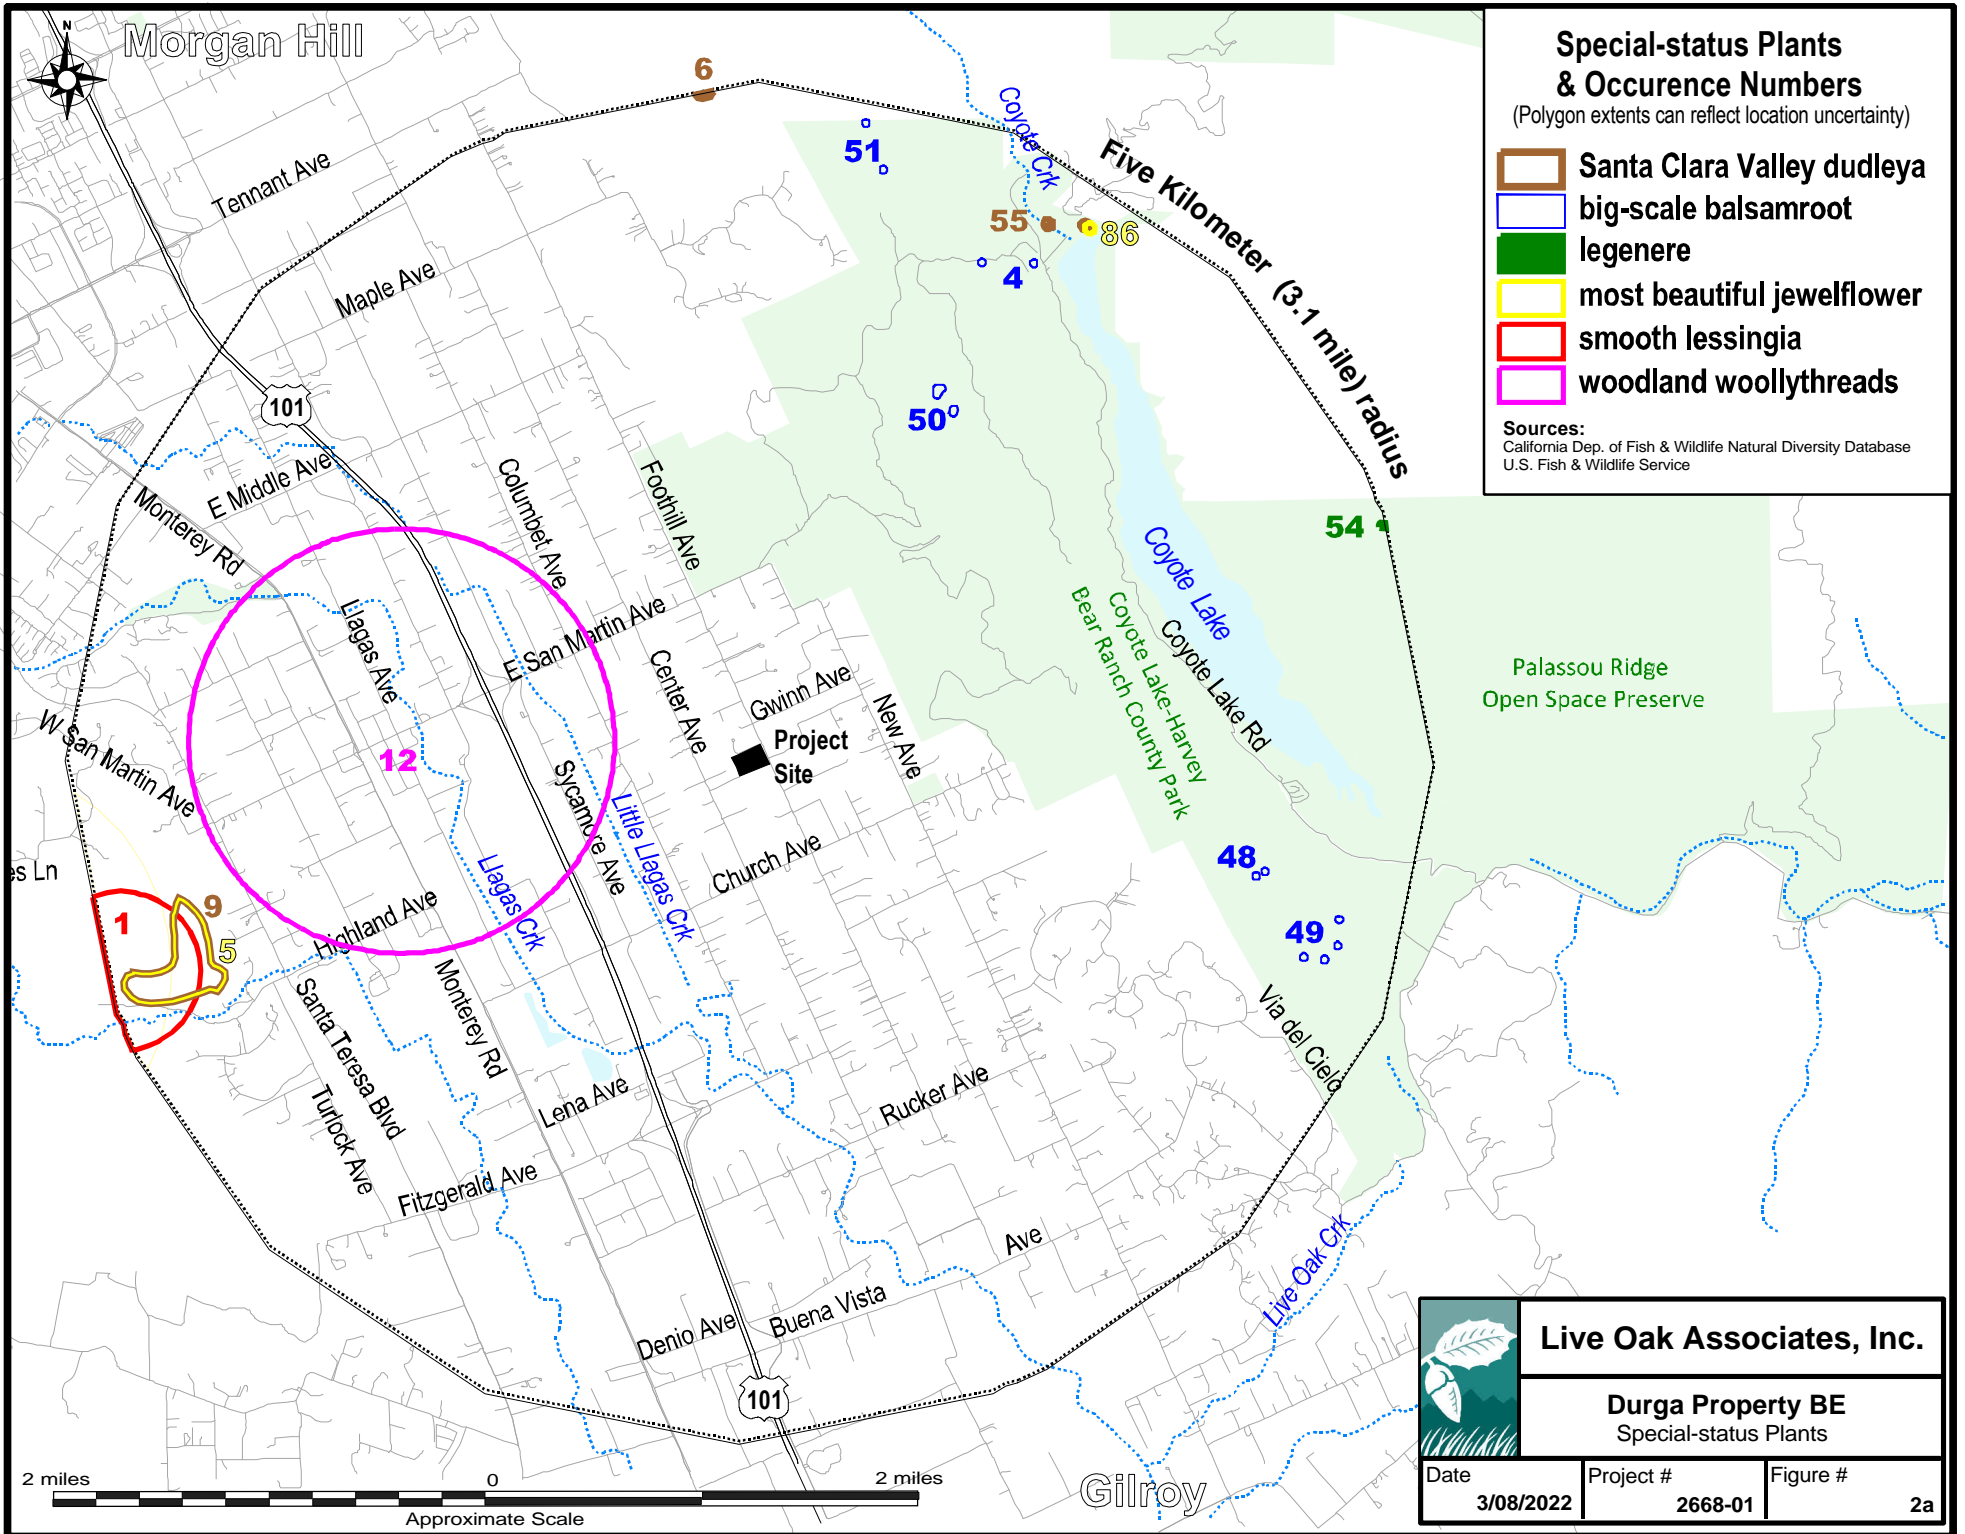 N
Morgan Hill
6
Tennant Ave
51
Coyote Crk
Five Kilometer (3.1 mile) radius
55
86
4
Maple Ave
101
50
Foothill Ave
Columbet Ave
E Middle Ave
Monterey Rd
54
Coyote Lake
Llagas Ave
E San Martin Ave
Center Ave
Gwinn Ave
New Ave
Coyote Lake-Harvey
Bear Ranch County Park
Coyote Lake Rd
Palassou Ridge
Open Space Preserve
W San Martin Ave
12
Project
Site
Sycamore Ave
Little Llagas Crk
Church Ave
48
es Ln
Llagas Crk
1
9
5
Highland Ave
49
Monterey Rd
Santa Teresa Blvd
Turlock Ave
Via del Cielo
Lena Ave
Rucker Ave
Fitzgerald Ave
Ave
Buena Vista
Denio Ave
Live Oak Crk
101
Gilroy
2 miles
0
2 miles
Approximate Scale
Special-status Plants
& Occurence Numbers
(Polygon extents can reflect location uncertainty)
Santa Clara Valley dudleya
big-scale balsamroot
legenere
most beautiful jewelflower
smooth lessingia
woodland woollythreads
Sources:
California Dep. of Fish & Wildlife Natural Diversity Database
U.S. Fish & Wildlife Service
Live Oak Associates, Inc.
Durga Property BE
Special-status Plants
Date
3/08/2022
Project #
2668-01
Figure #
2a